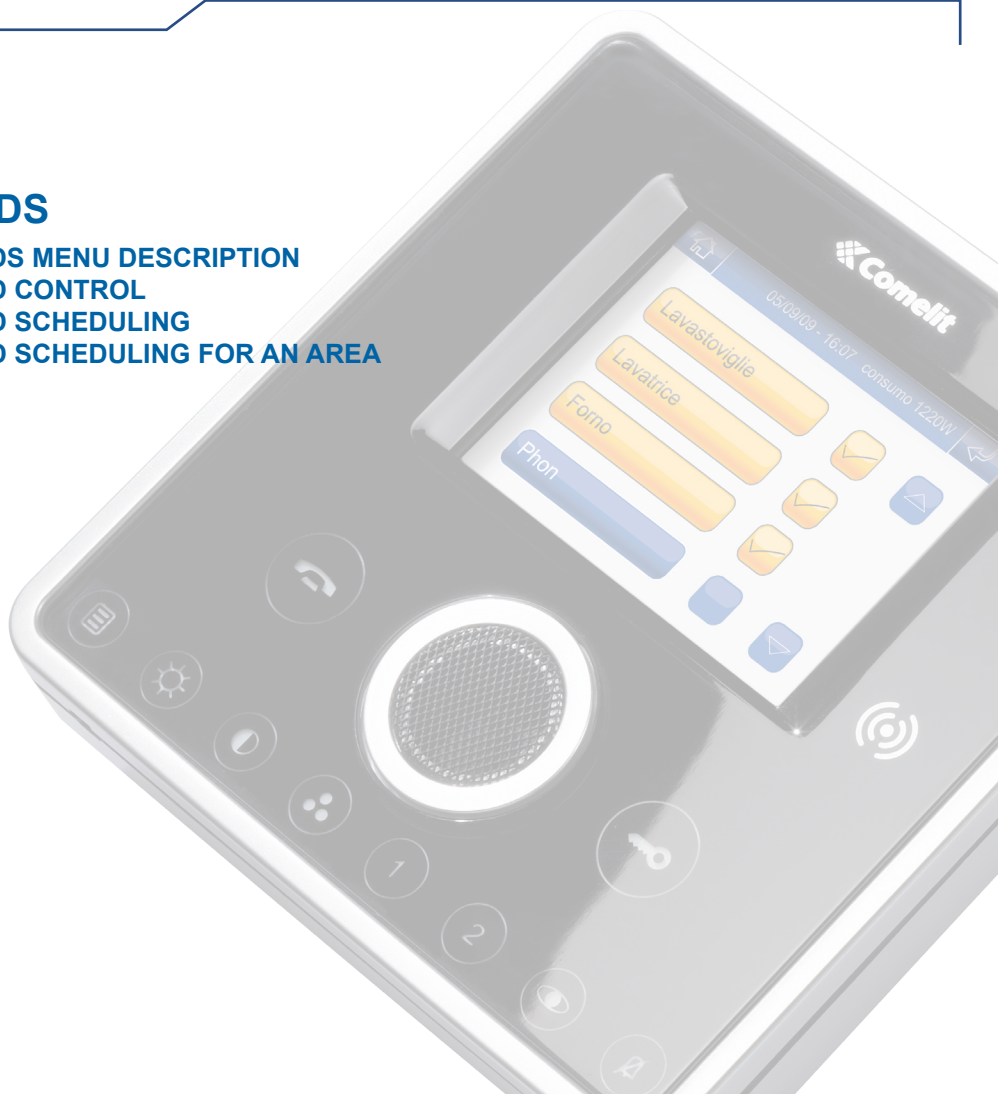 DS
DS MENU DESCRIPTION
D CONTROL
D SCHEDULING
D SCHEDULING FOR AN AREA
Comelit
05/09/09 - 16:07 consumo 1220W
Lavastoviglie
Lavatrice
Forno
Phon
1
2